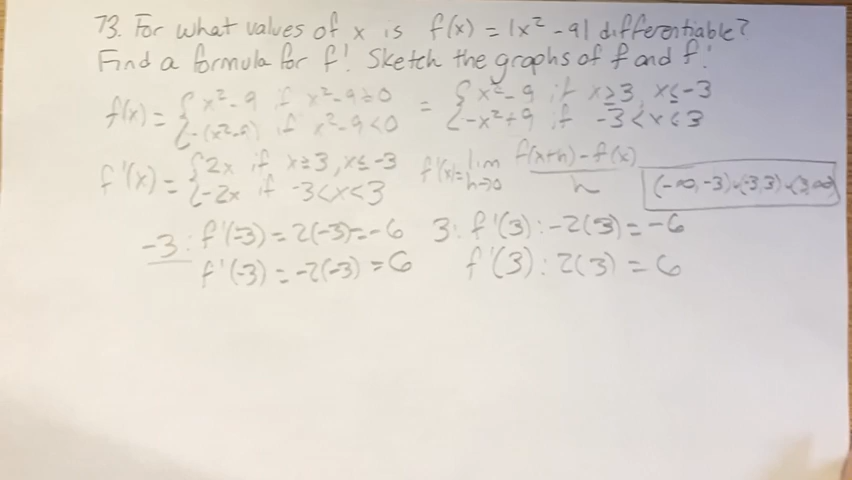 73. For what values of x is f(x) = |x² - 9| differentiable?
Find a formula for f'. Sketch the graphs of f and f'.
f(x) = { x² - 9 if x² - 9 ≥ 0 = { x² - 9 if x ≥ 3, x ≤ -3
-(x² - 9) if x² - 9 < 0 -x² + 9 if -3 < x < 3
f'(x) = { 2x if x ≥ 3, x ≤ -3 f'(x) = lim h→0 f(x+h) - f(x) / h
-2x if -3 < x < 3 (-∞, -3) ∪ (-3, 3) ∪ (3, ∞)
-3: f'(-3) = 2(-3) = -6 3: f'(3): -2(3) = -6
f'(-3) = -2(-3) = 6 f'(3): 2(3) = 6